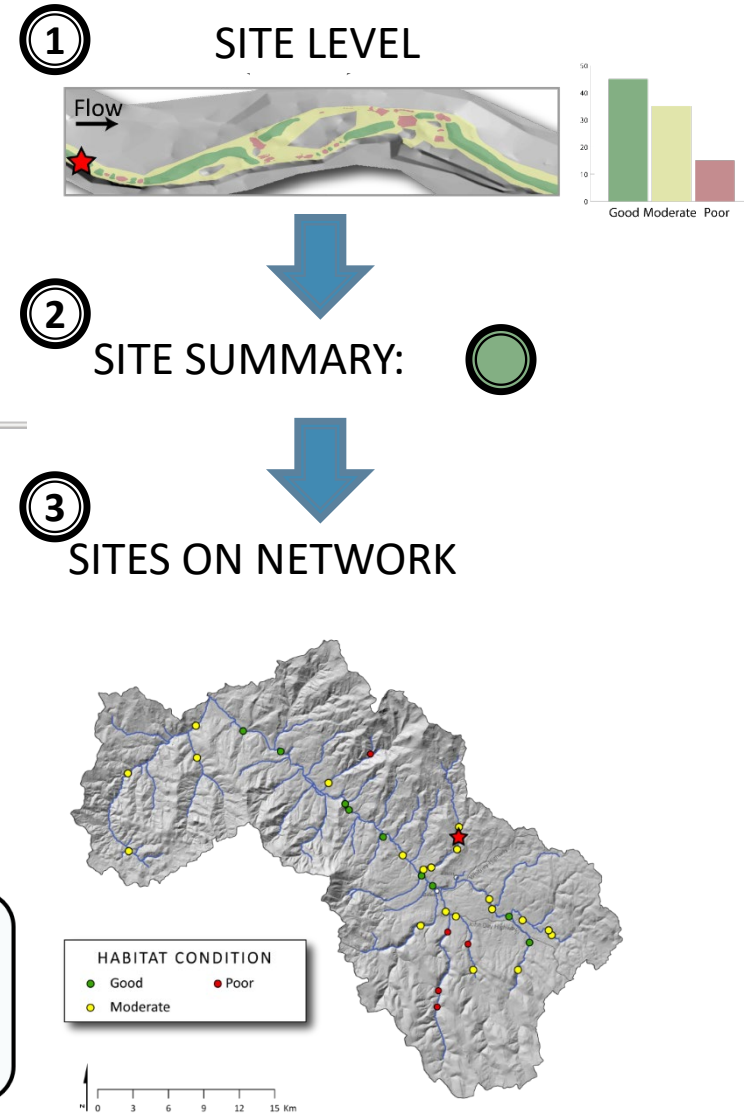 1
SITE LEVEL
Flow
50
40
30
20
10
0
Good Moderate Poor
2
SITE SUMMARY:
3
SITES ON NETWORK
HABITAT CONDITION
Good
Poor
Moderate
N
0 3 6 9 12 15 Km